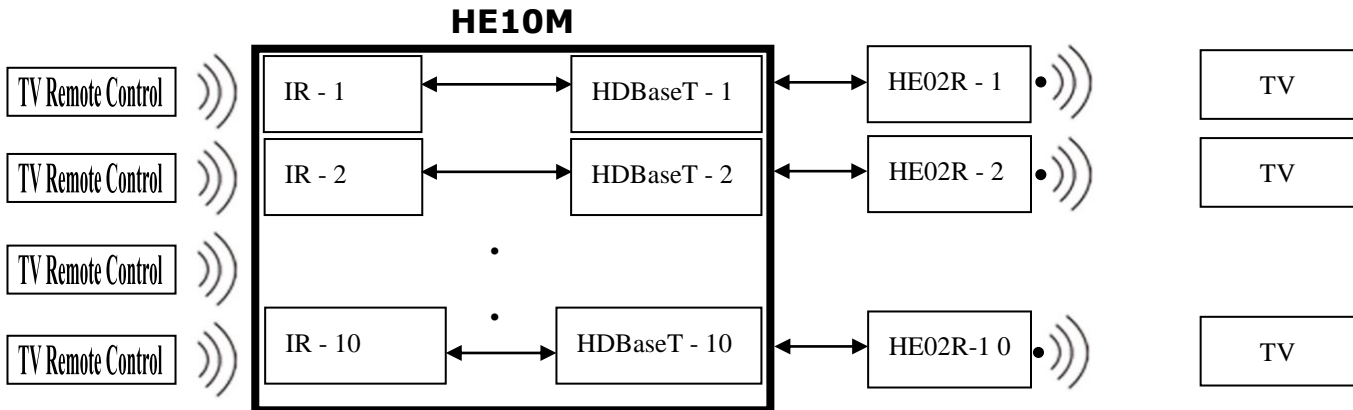 HE10M
TV Remote Control
IR - 1
HDBaseT - 1
HE02R - 1
TV
TV Remote Control
IR - 2
HDBaseT - 2
HE02R - 2
TV
TV Remote Control
TV Remote Control
IR - 10
HDBaseT - 10
HE02R-1 0
TV